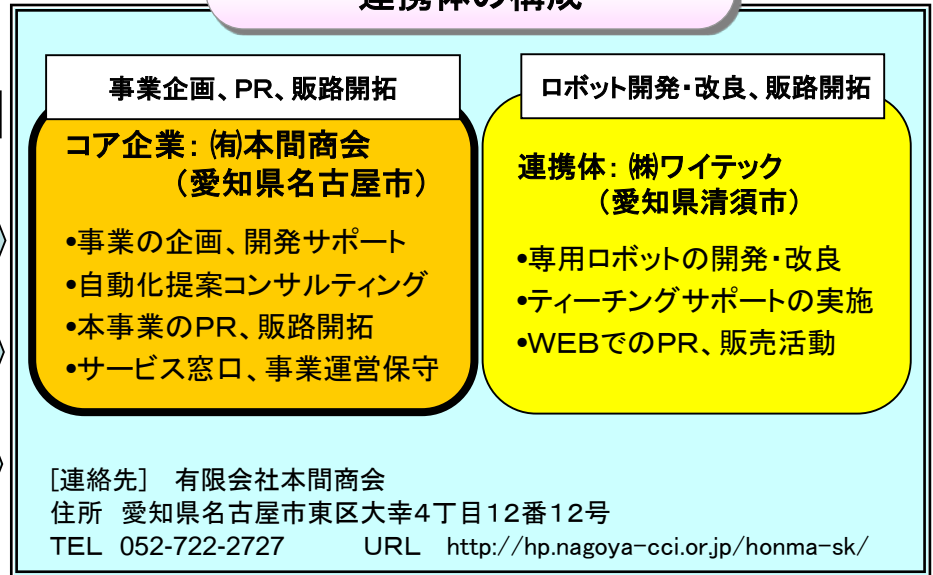 連携体の構成
事業企画、PR、販路開拓
コア企業：㈲本間商会
（愛知県名古屋市）
•事業の企画、開発サポート
•自動化提案コンサルティング
•本事業のPR、販路開拓
•サービス窓口、事業運営保守
ロボット開発・改良、販路開拓
連携体：㈱ワイテック
（愛知県清須市）
•専用ロボットの開発・改良
•ティーチングサポートの実施
•WEBでのPR、販売活動
［連絡先］　有限会社本間商会
住所　愛知県名古屋市東区大幸4丁目１２番１２号
TEL 052-722-2727　　URL　http://hp.nagoya-cci.or.jp/honma-sk/